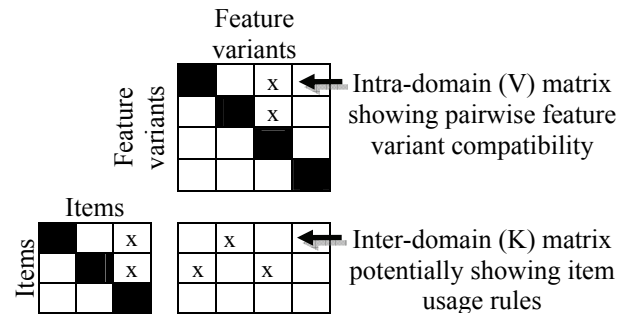 Feature
variants
Feature
variants
x
x
Intra-domain (V) matrix
showing pairwise feature
variant compatibility
Items
Items
x
x
x
x x
Inter-domain (K) matrix
potentially showing item
usage rules